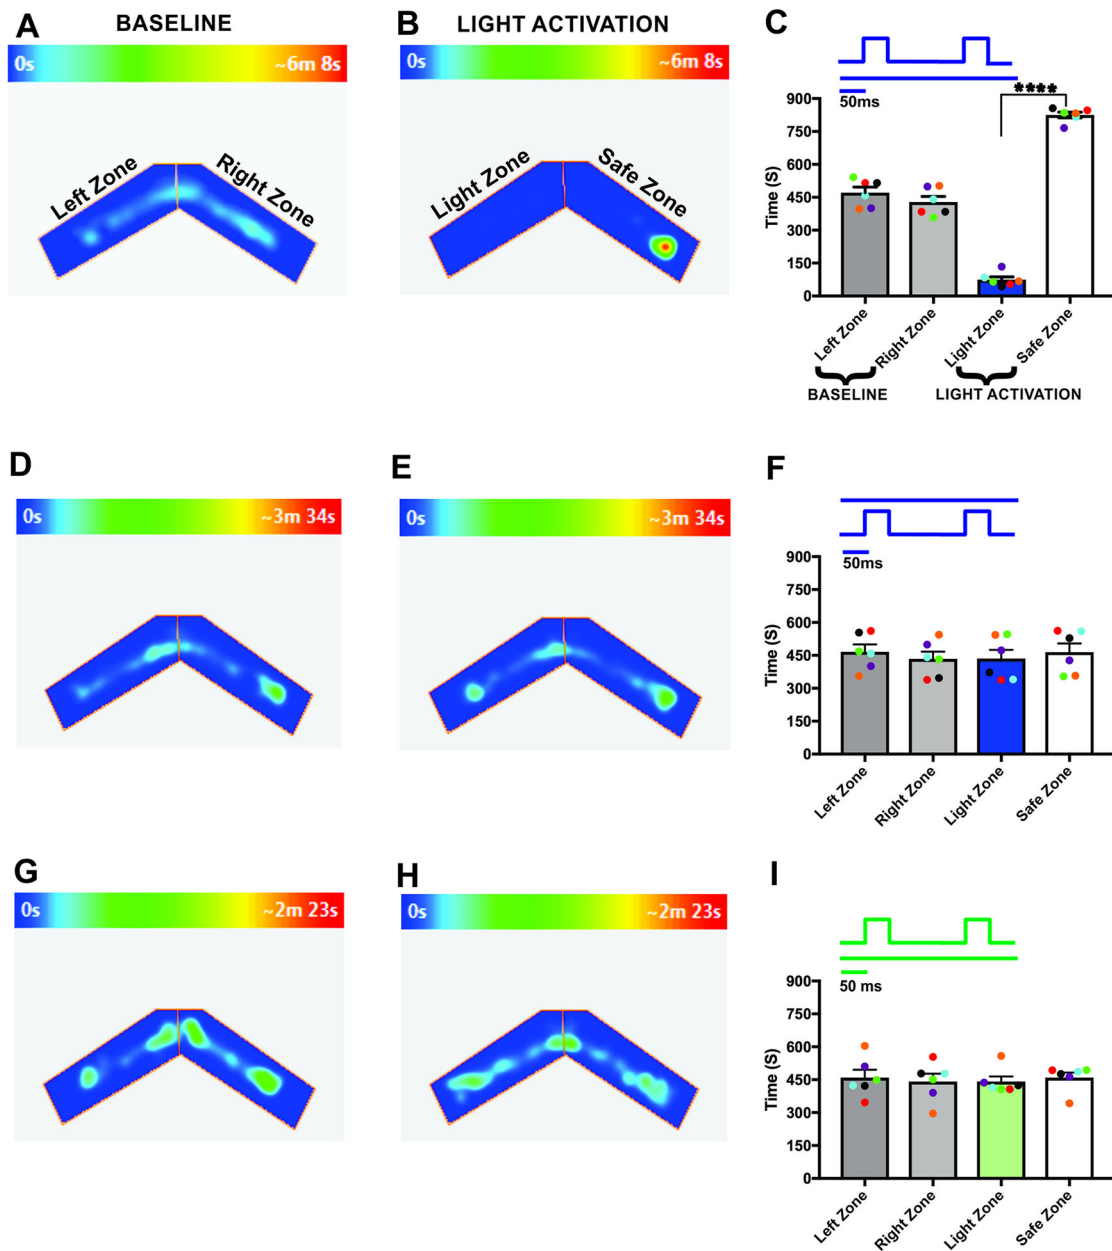 A
BASELINE
0s
~6m 8s
Left Zone
Right Zone
B
LIGHT ACTIVATION
0s
~6m 8s
Light Zone
Safe Zone
C
50ms
****
900
750
600
450
300
150
0
Time (S)
Left Zone
Right Zone
Light Zone
Safe Zone
BASELINE
LIGHT ACTIVATION
D
0s
~3m 34s
E
0s
~3m 34s
F
50ms
900
750
600
450
300
150
0
Time (S)
Left Zone
Right Zone
Light Zone
Safe Zone
G
0s
~2m 23s
H
0s
~2m 23s
I
50 ms
900
750
600
450
300
150
0
Time (S)
Left Zone
Right Zone
Light Zone
Safe Zone